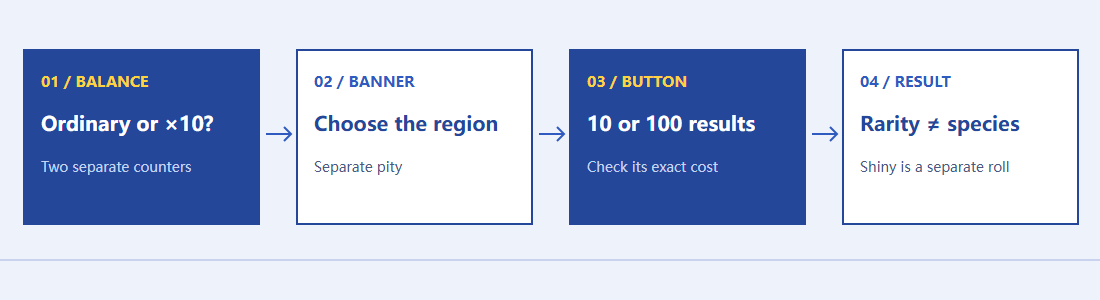 01 / BALANCE
Ordinary or ×10?
Two separate counters
02 / BANNER
Choose the region
Separate pity
03 / BUTTON
10 or 100 results
Check its exact cost
04 / RESULT
Rarity ≠ species
Shiny is a separate roll